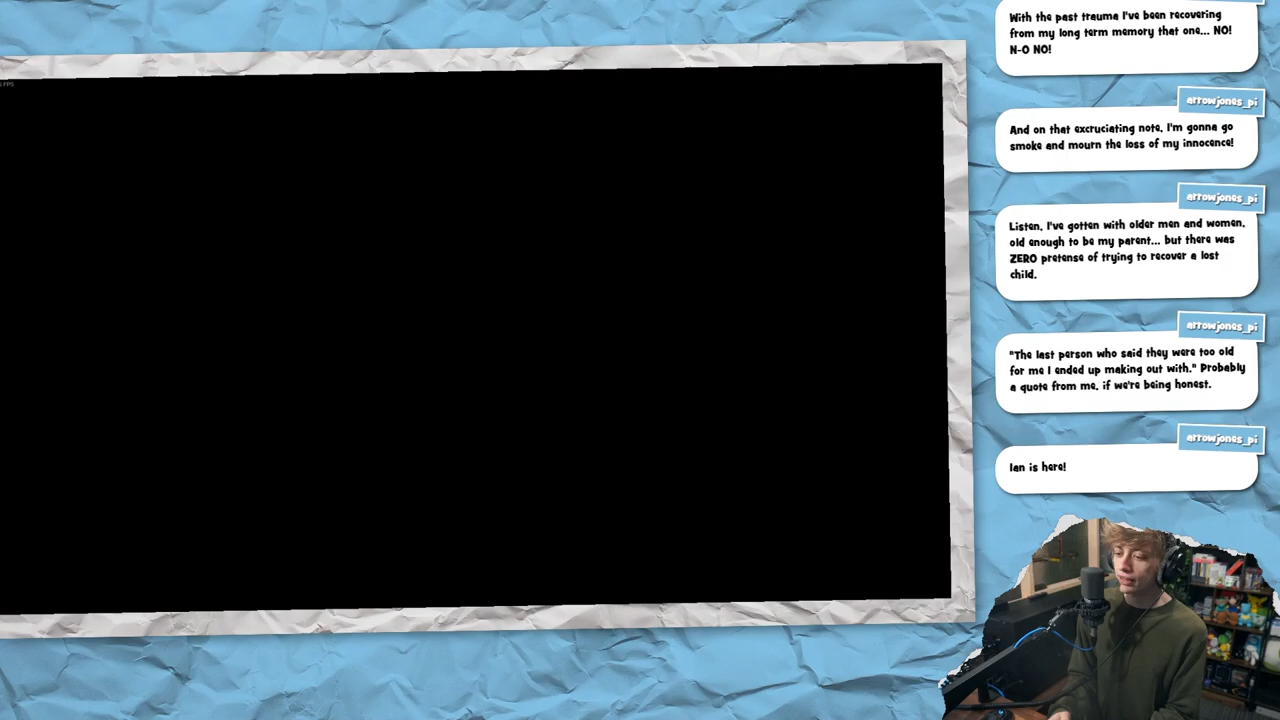 FPS
With the past trauma I've been recovering
from my long term memory that one... NO!
N-O NO!
arrowjones_pi
And on that excruciating note, I'm gonna go
smoke and mourn the loss of my innocence!
arrowjones_pi
Listen, I've gotten with older men and women,
old enough to be my parent... but there was
ZERO pretense of trying to recover a lost
child.
arrowjones_pi
"The last person who said they were too old
for me I ended up making out with." Probably
a quote from me, if we're being honest.
arrowjones_pi
Ian is here!